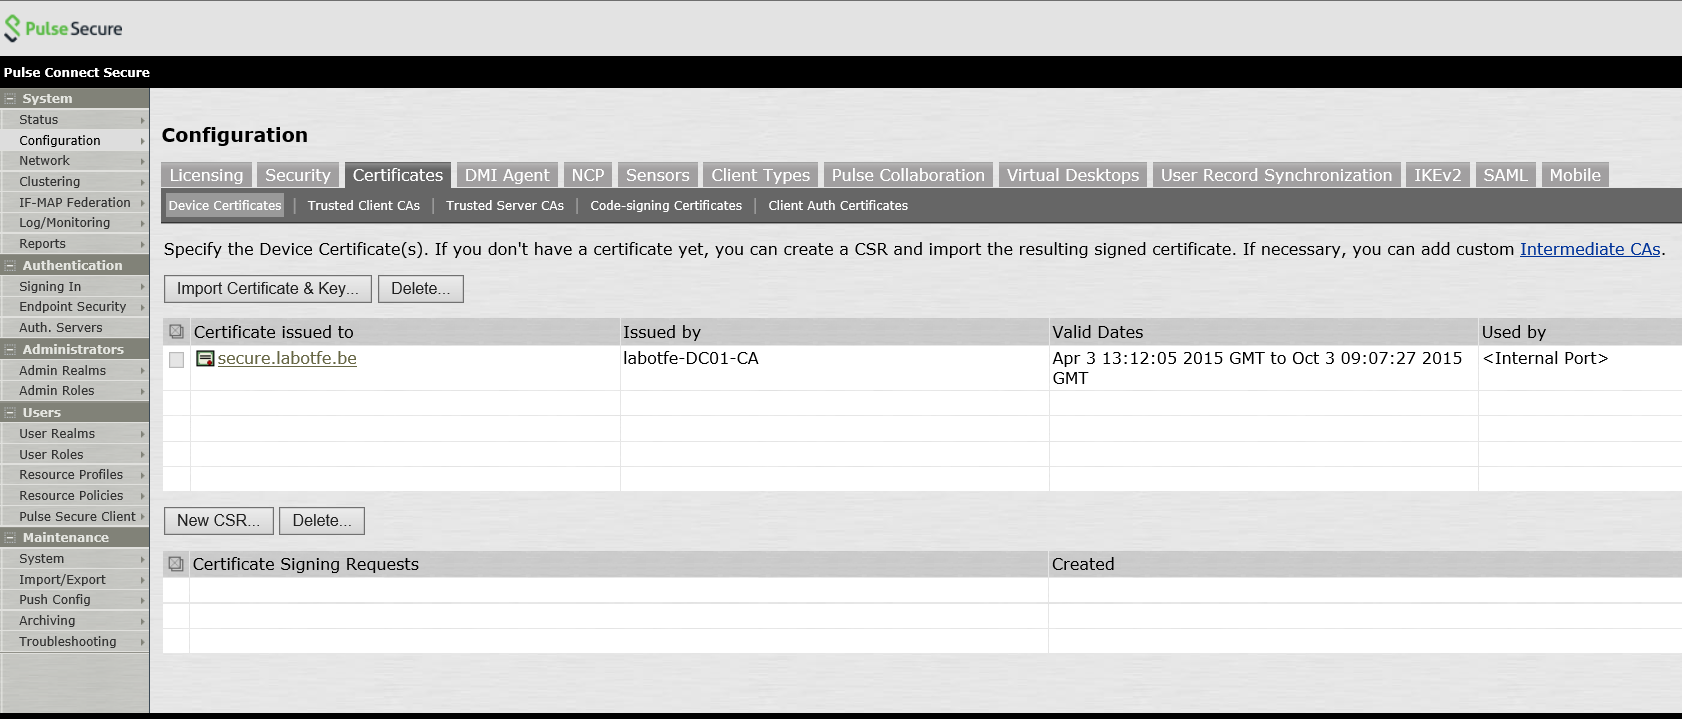 Pulse Secure
Pulse Connect Secure
System
Status
Configuration
Network
Clustering
IF-MAP Federation
Log/Monitoring
Reports
Authentication
Signing In
Endpoint Security
Auth. Servers
Administrators
Admin Realms
Admin Roles
Users
User Realms
User Roles
Resource Profiles
Resource Policies
Pulse Secure Client
Maintenance
System
Import/Export
Push Config
Archiving
Troubleshooting
Configuration
Licensing Security Certificates DMI Agent NCP Sensors Client Types Pulse Collaboration Virtual Desktops User Record Synchronization IKEv2 SAML Mobile
Device Certificates | Trusted Client CAs | Trusted Server CAs | Code-signing Certificates | Client Auth Certificates
Specify the Device Certificate(s). If you don't have a certificate yet, you can create a CSR and import the resulting signed certificate. If necessary, you can add custom Intermediate CAs.
Import Certificate & Key... Delete...
Certificate issued to Issued by Valid Dates Used by
secure.labotfe.be labotfe-DC01-CA Apr 3 13:12:05 2015 GMT to Oct 3 09:07:27 2015 <Internal Port>
GMT
New CSR... Delete...
Certificate Signing Requests Created